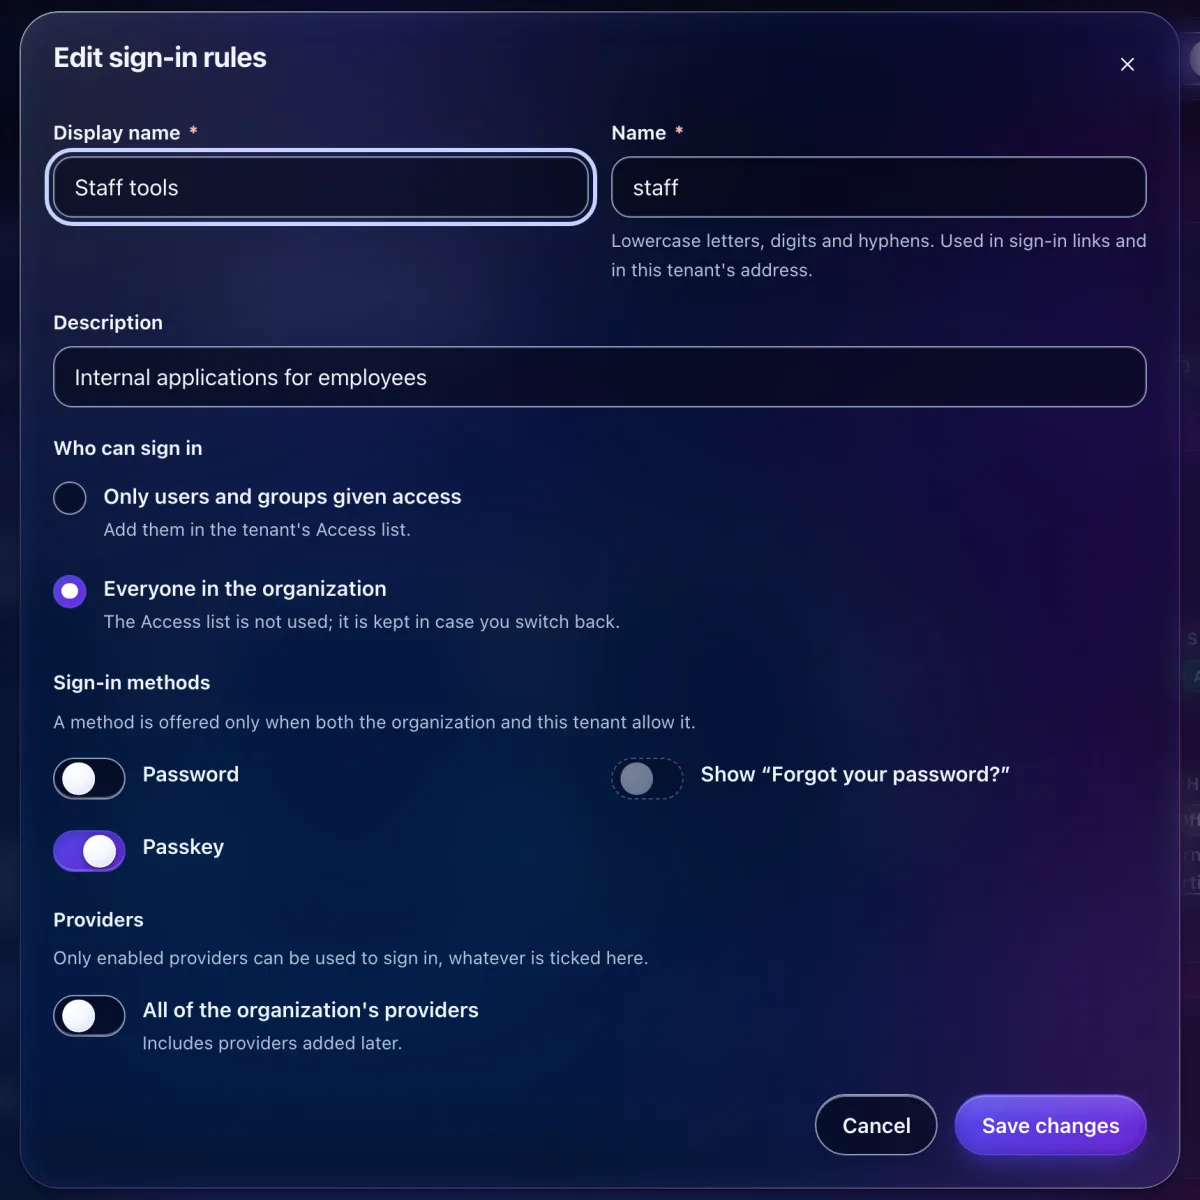 Edit sign-in rules
Display name *
Name *
Staff tools
staff
Lowercase letters, digits and hyphens. Used in sign-in links and
in this tenant's address.
Description
Internal applications for employees
Who can sign in
Only users and groups given access
Add them in the tenant's Access list.
Everyone in the organization
The Access list is not used; it is kept in case you switch back.
Sign-in methods
A method is offered only when both the organization and this tenant allow it.
Password
Show “Forgot your password?”
Passkey
Providers
Only enabled providers can be used to sign in, whatever is ticked here.
All of the organization's providers
Includes providers added later.
Cancel
Save changes